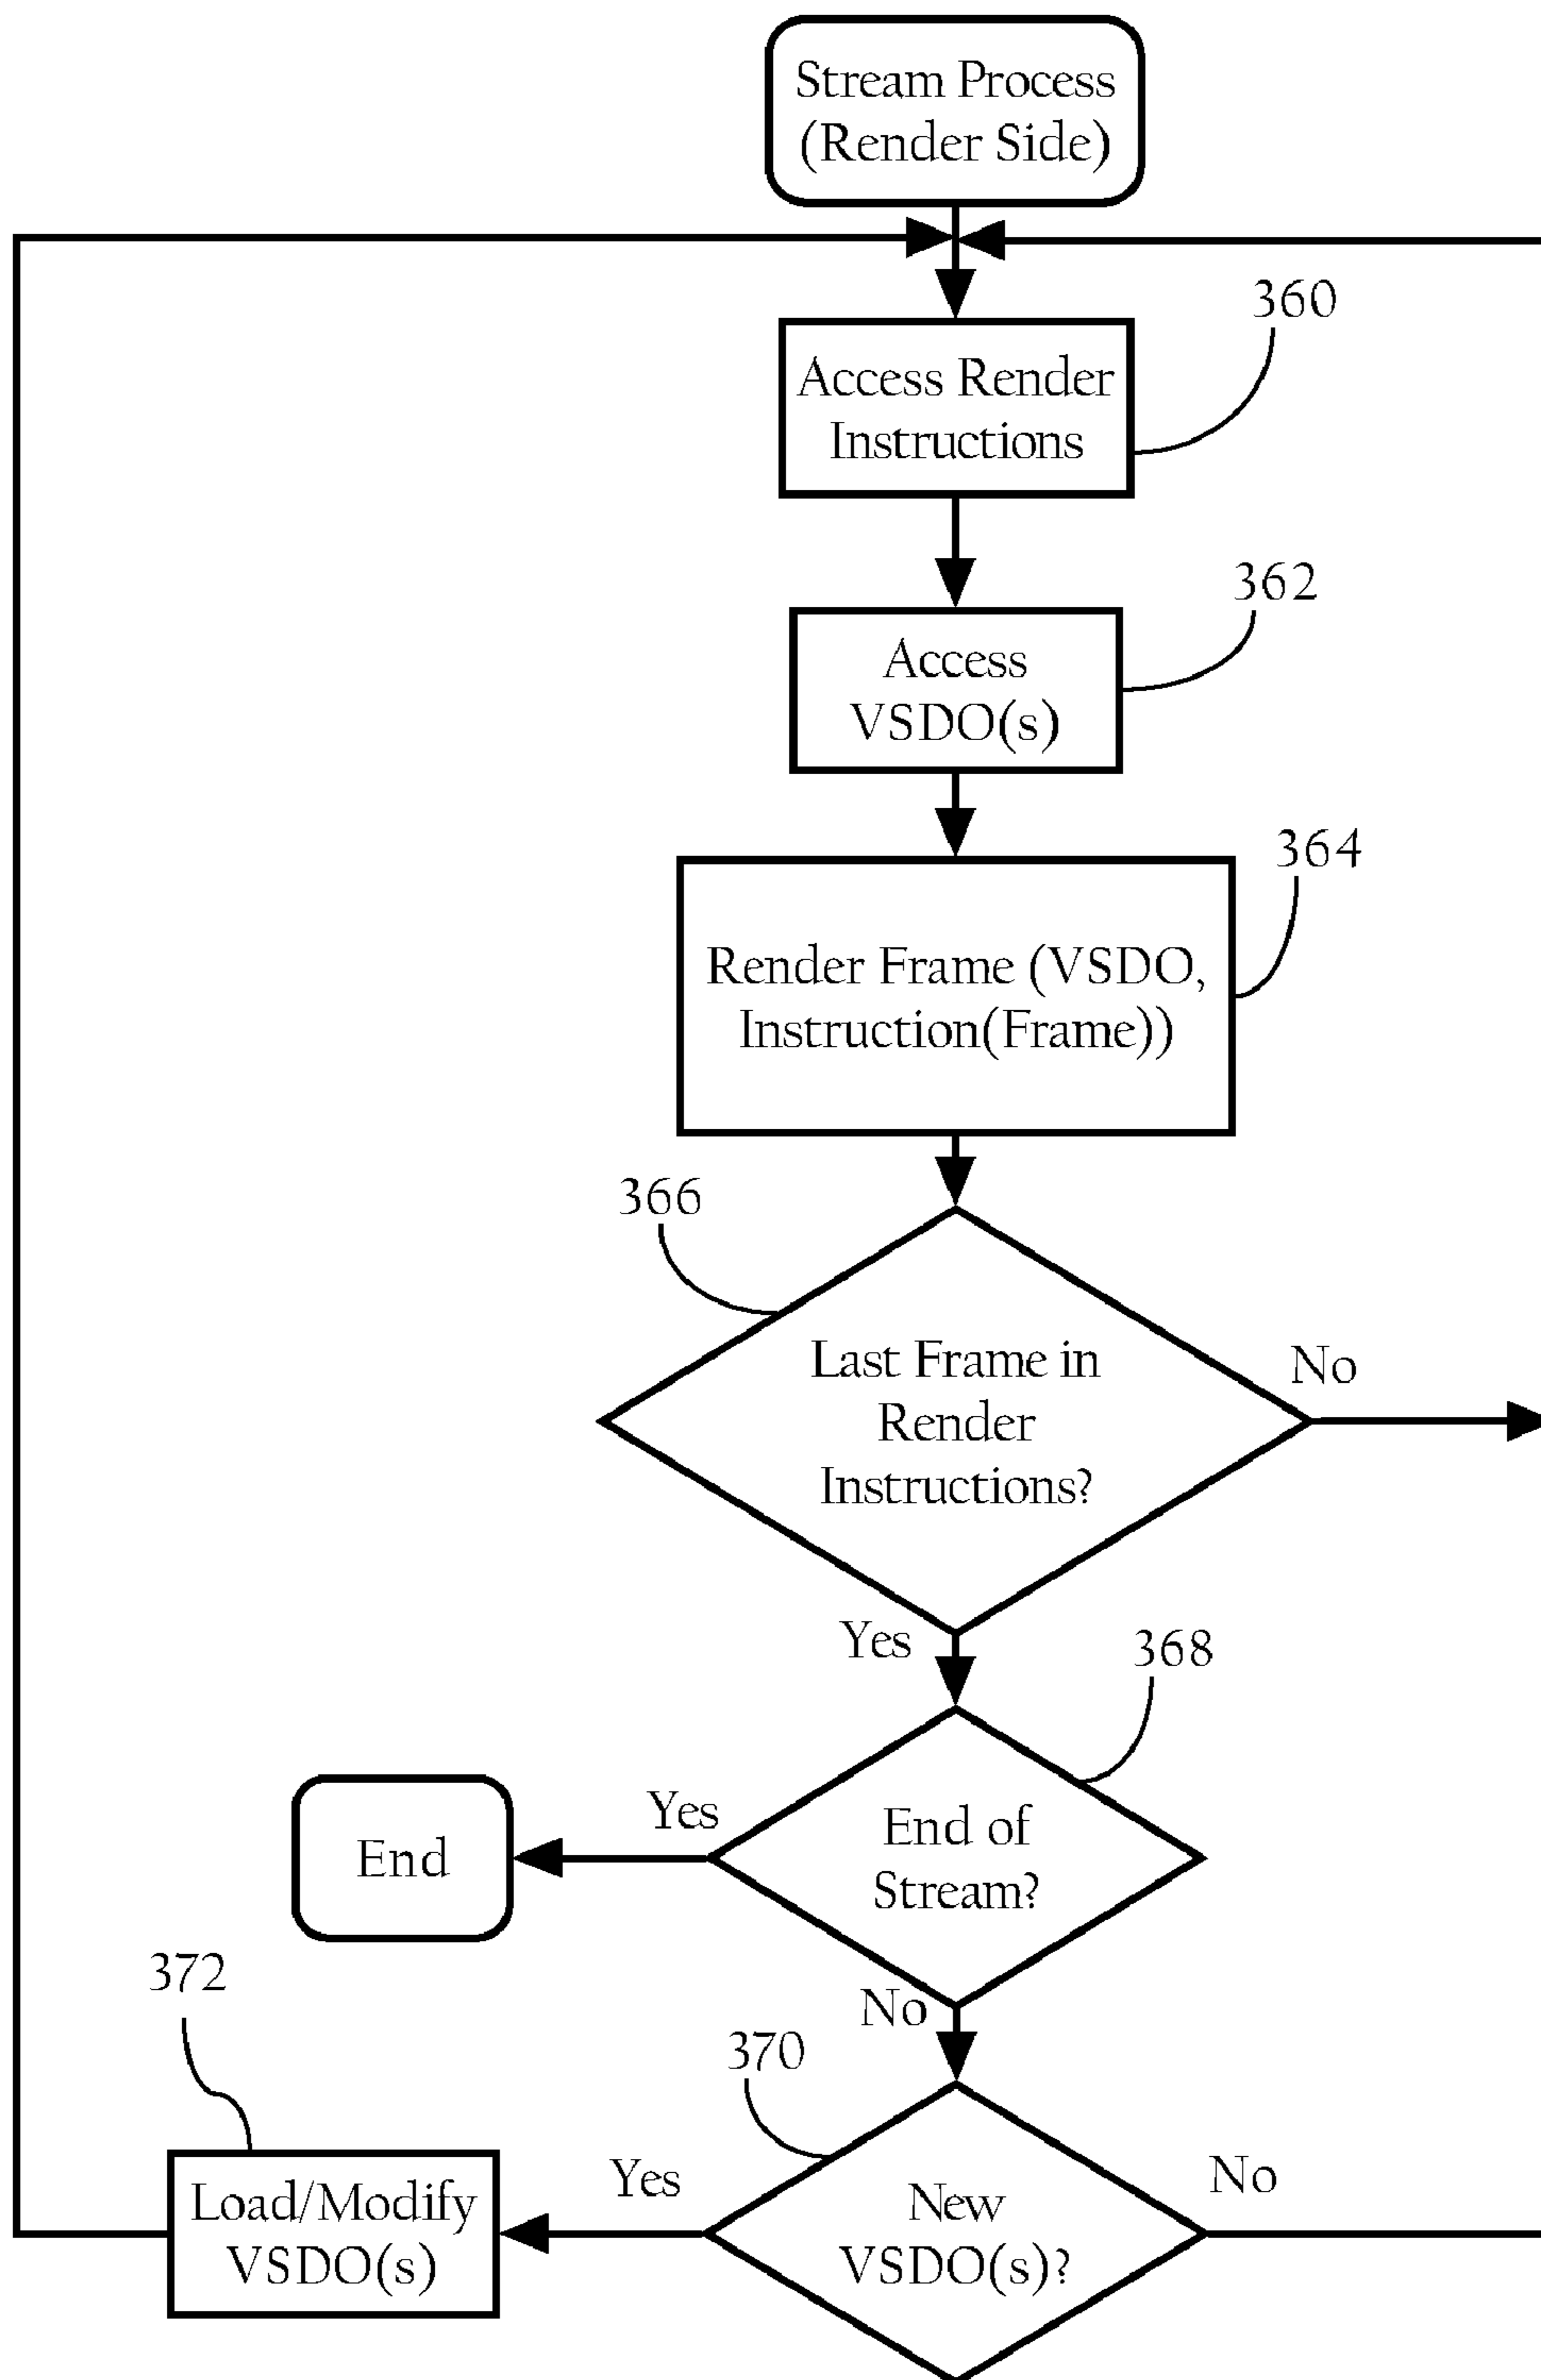 Stream Process
(Render Side)
360
Access Render
Instructions
362
Access
VSDO(s)
364
Render Frame (VSDO,
Instruction(Frame))
366
Last Frame in
Render
Instructions?
No
Yes
368
Yes
End of
Stream?
End
372
No
370
Load/Modify
VSDO(s)
Yes
New
VSDO(s)?
No